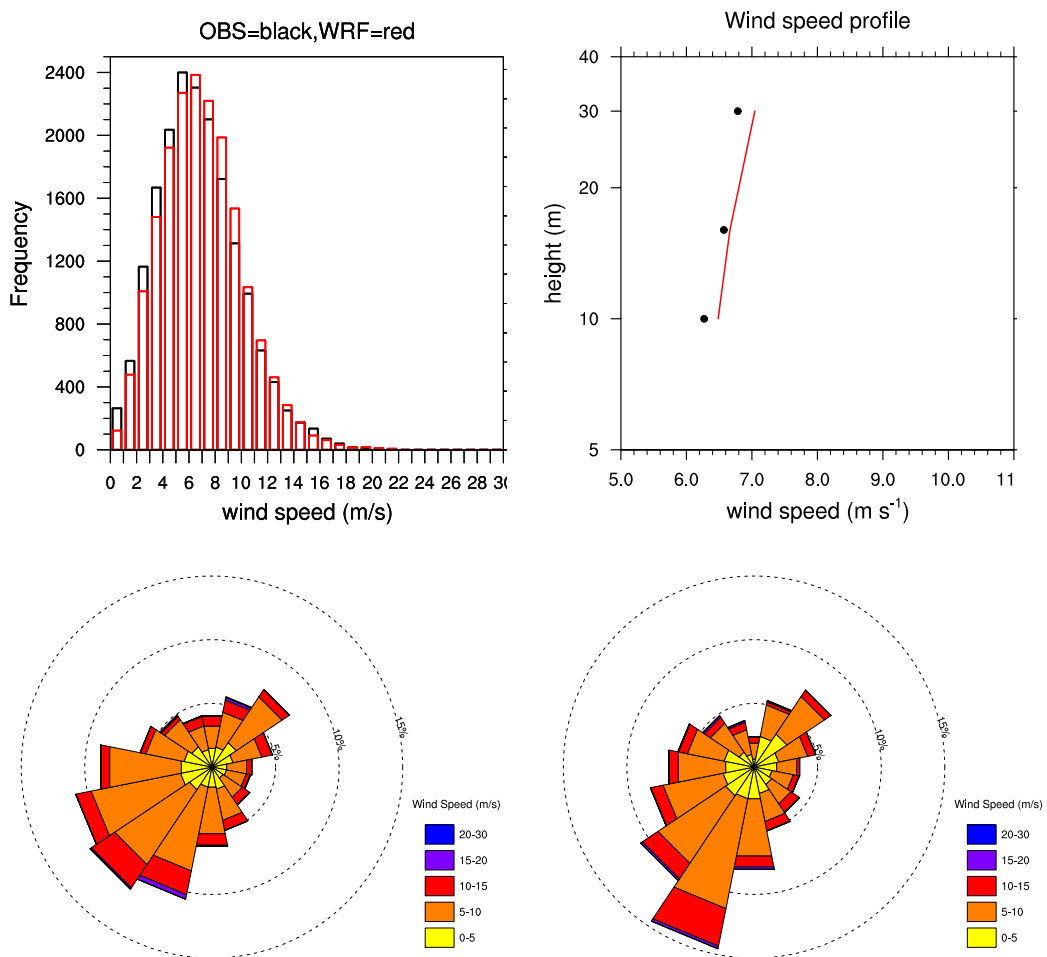 OBS=black,WRF=red
Frequency
2400
2000
1600
1200
800
400
0
0 2 4 6 8 10 12 14 16 18 20 22 24 26 28 30
wind speed (m/s)
Wind speed profile
height (m)
40
30
20
10
5
5.0 6.0 7.0 8.0 9.0 10.0 11
wind speed (m s-1)
5%
10%
15%
Wind Speed (m/s)
20-30
15-20
10-15
5-10
0-5
5%
10%
15%
Wind Speed (m/s)
20-30
15-20
10-15
5-10
0-5